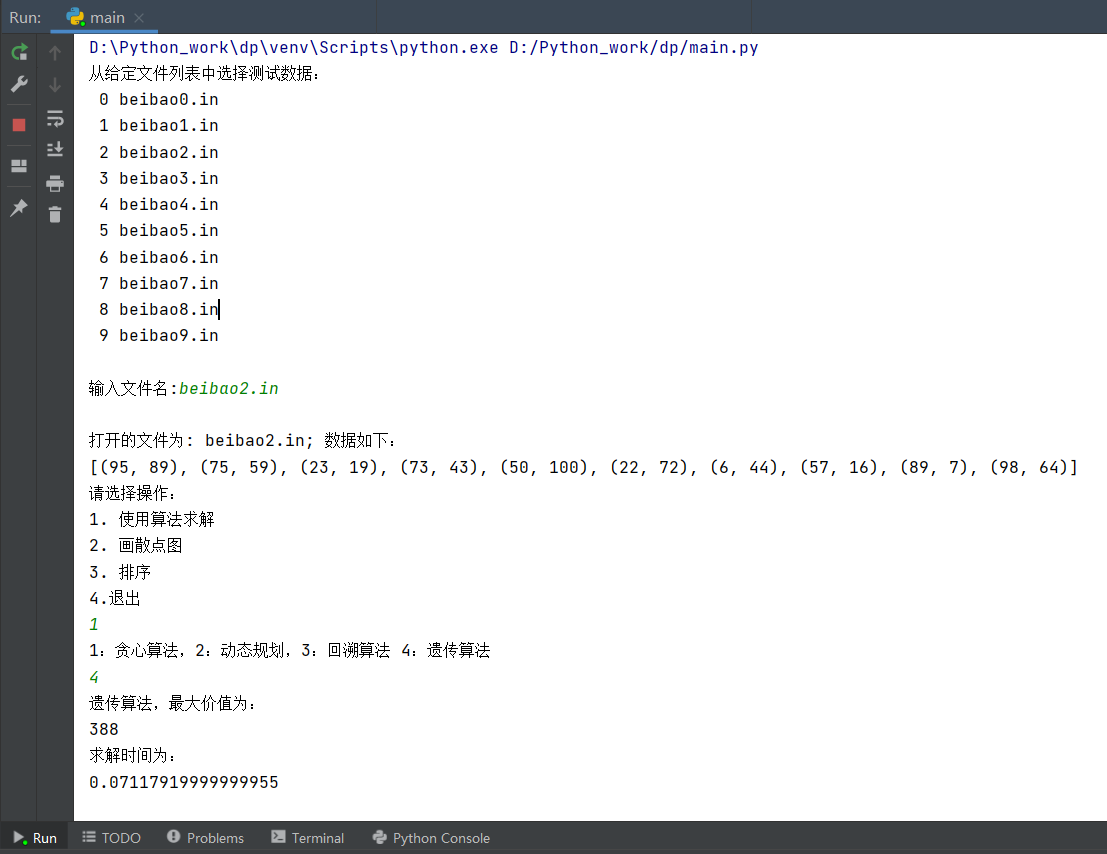 Run: main
D:\Python_work\dp\venv\Scripts\python.exe D:/Python_work/dp/main.py
从给定文件列表中选择测试数据：
0 beibao0.in
1 beibao1.in
2 beibao2.in
3 beibao3.in
4 beibao4.in
5 beibao5.in
6 beibao6.in
7 beibao7.in
8 beibao8.in
9 beibao9.in
输入文件名:beibao2.in
打开的文件为: beibao2.in; 数据如下：
[(95, 89), (75, 59), (23, 19), (73, 43), (50, 100), (22, 72), (6, 44), (57, 16), (89, 7), (98, 64)]
请选择操作：
1. 使用算法求解
2. 画散点图
3. 排序
4.退出
1
1：贪心算法，2：动态规划，3：回溯算法 4：遗传算法
4
遗传算法，最大价值为：
388
求解时间为：
0.07117919999999955
Run TODO Problems Terminal Python Console